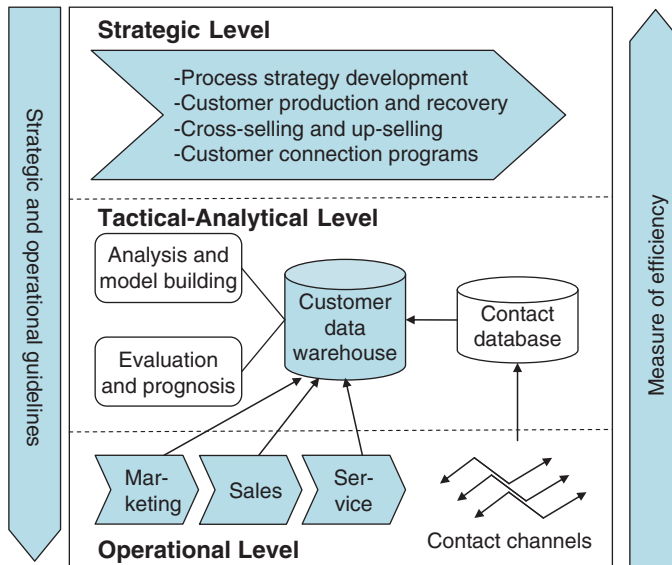 Strategic Level
-Process strategy development
-Customer production and recovery
-Cross-selling and up-selling
-Customer connection programs
Strategic and operational guidelines
Measure of efficiency
Tactical-Analytical Level
Analysis and
model building
Evaluation
and prognosis
Customer
data
warehouse
Contact
database
Mar-
keting
Sales
Ser-
vice
Contact channels
Operational Level